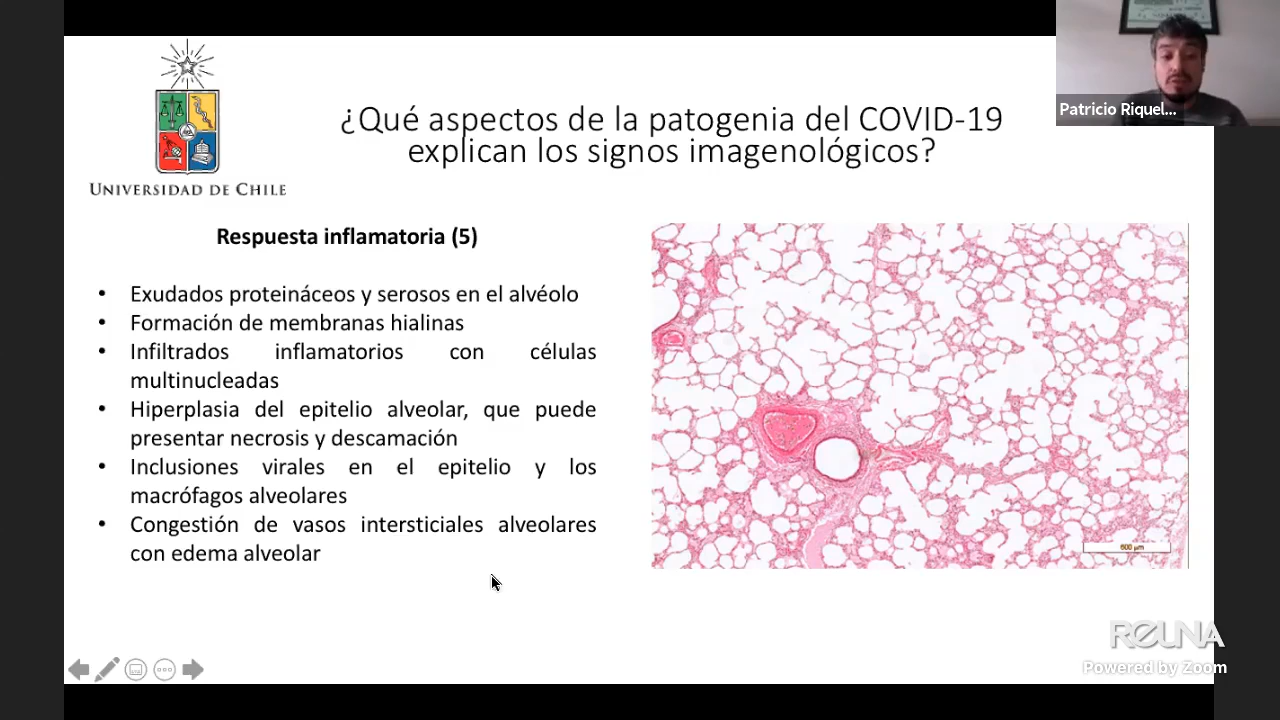 Patricio Riquel...
¿Qué aspectos de la patogenia del COVID-19
explican los signos imagenológicos?
UNIVERSIDAD DE CHILE
Respuesta inflamatoria (5)
• Exudados proteináceos y serosos en el alvéolo
• Formación de membranas hialinas
• Infiltrados inflamatorios con células
multinucleadas
• Hiperplasia del epitelio alveolar, que puede
presentar necrosis y descamación
• Inclusiones virales en el epitelio y los
macrófagos alveolares
• Congestión de vasos intersticiales alveolares
con edema alveolar
600 µm
REUNA
Powered by Zoom